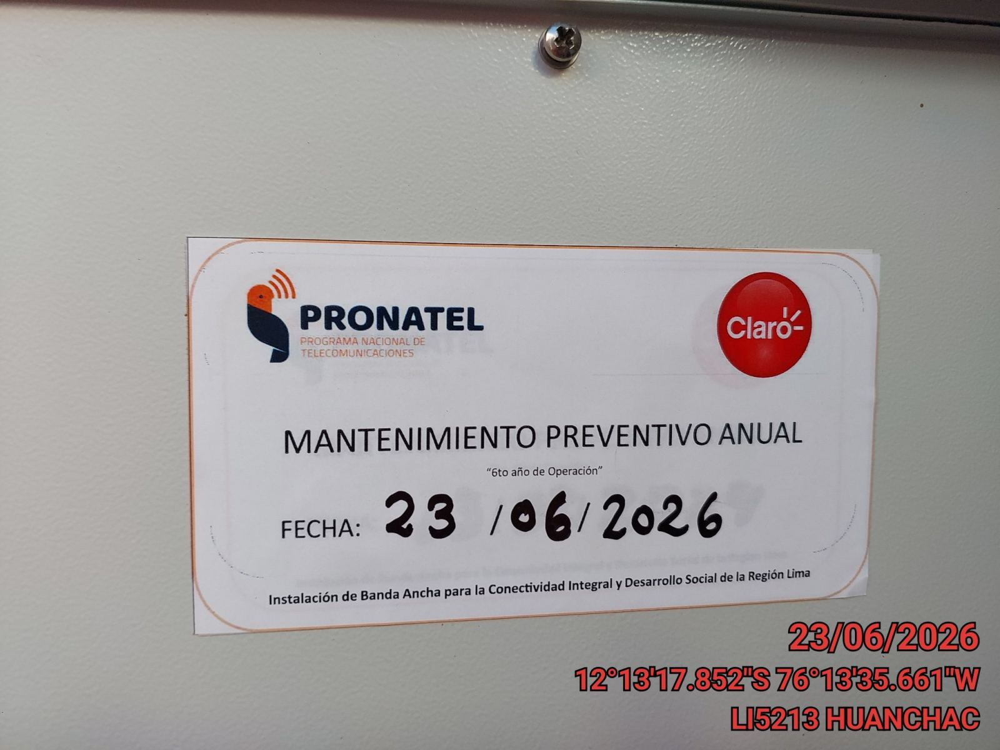 PRONATEL
PROGRAMA NACIONAL DE
TELECOMUNICACIONES
Claro
MANTENIMIENTO PREVENTIVO ANUAL
"6to año de Operación"
FECHA: 23 / 06 / 2026
Instalación de Banda Ancha para la Conectividad Integral y Desarrollo Social de la Región Lima
23/06/2026
12°13'17.852"S 76°13'35.661"W
LI5213 HUANCHAC